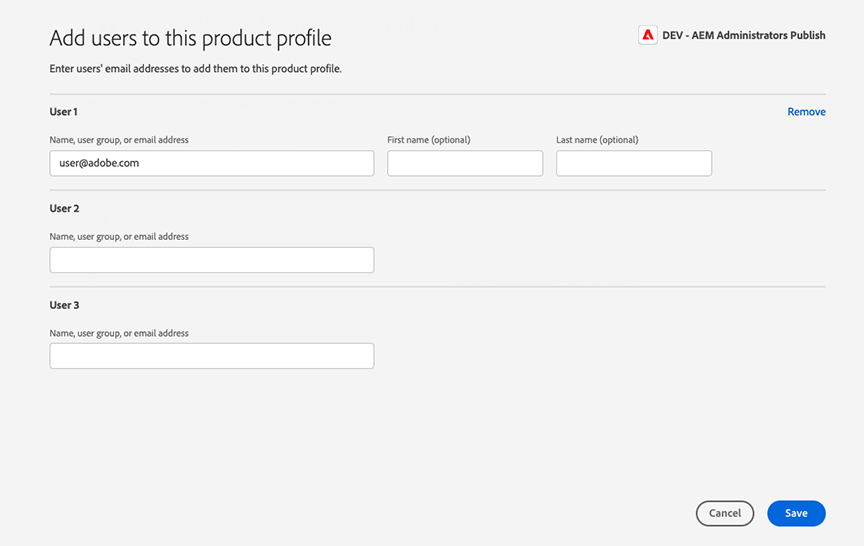 Add users to this product profile
DEV - AEM Administrators Publish
Enter users' email addresses to add them to this product profile.
User 1
Remove
Name, user group, or email address
First name (optional)
Last name (optional)
user@adobe.com
User 2
Name, user group, or email address
User 3
Name, user group, or email address
Cancel
Save